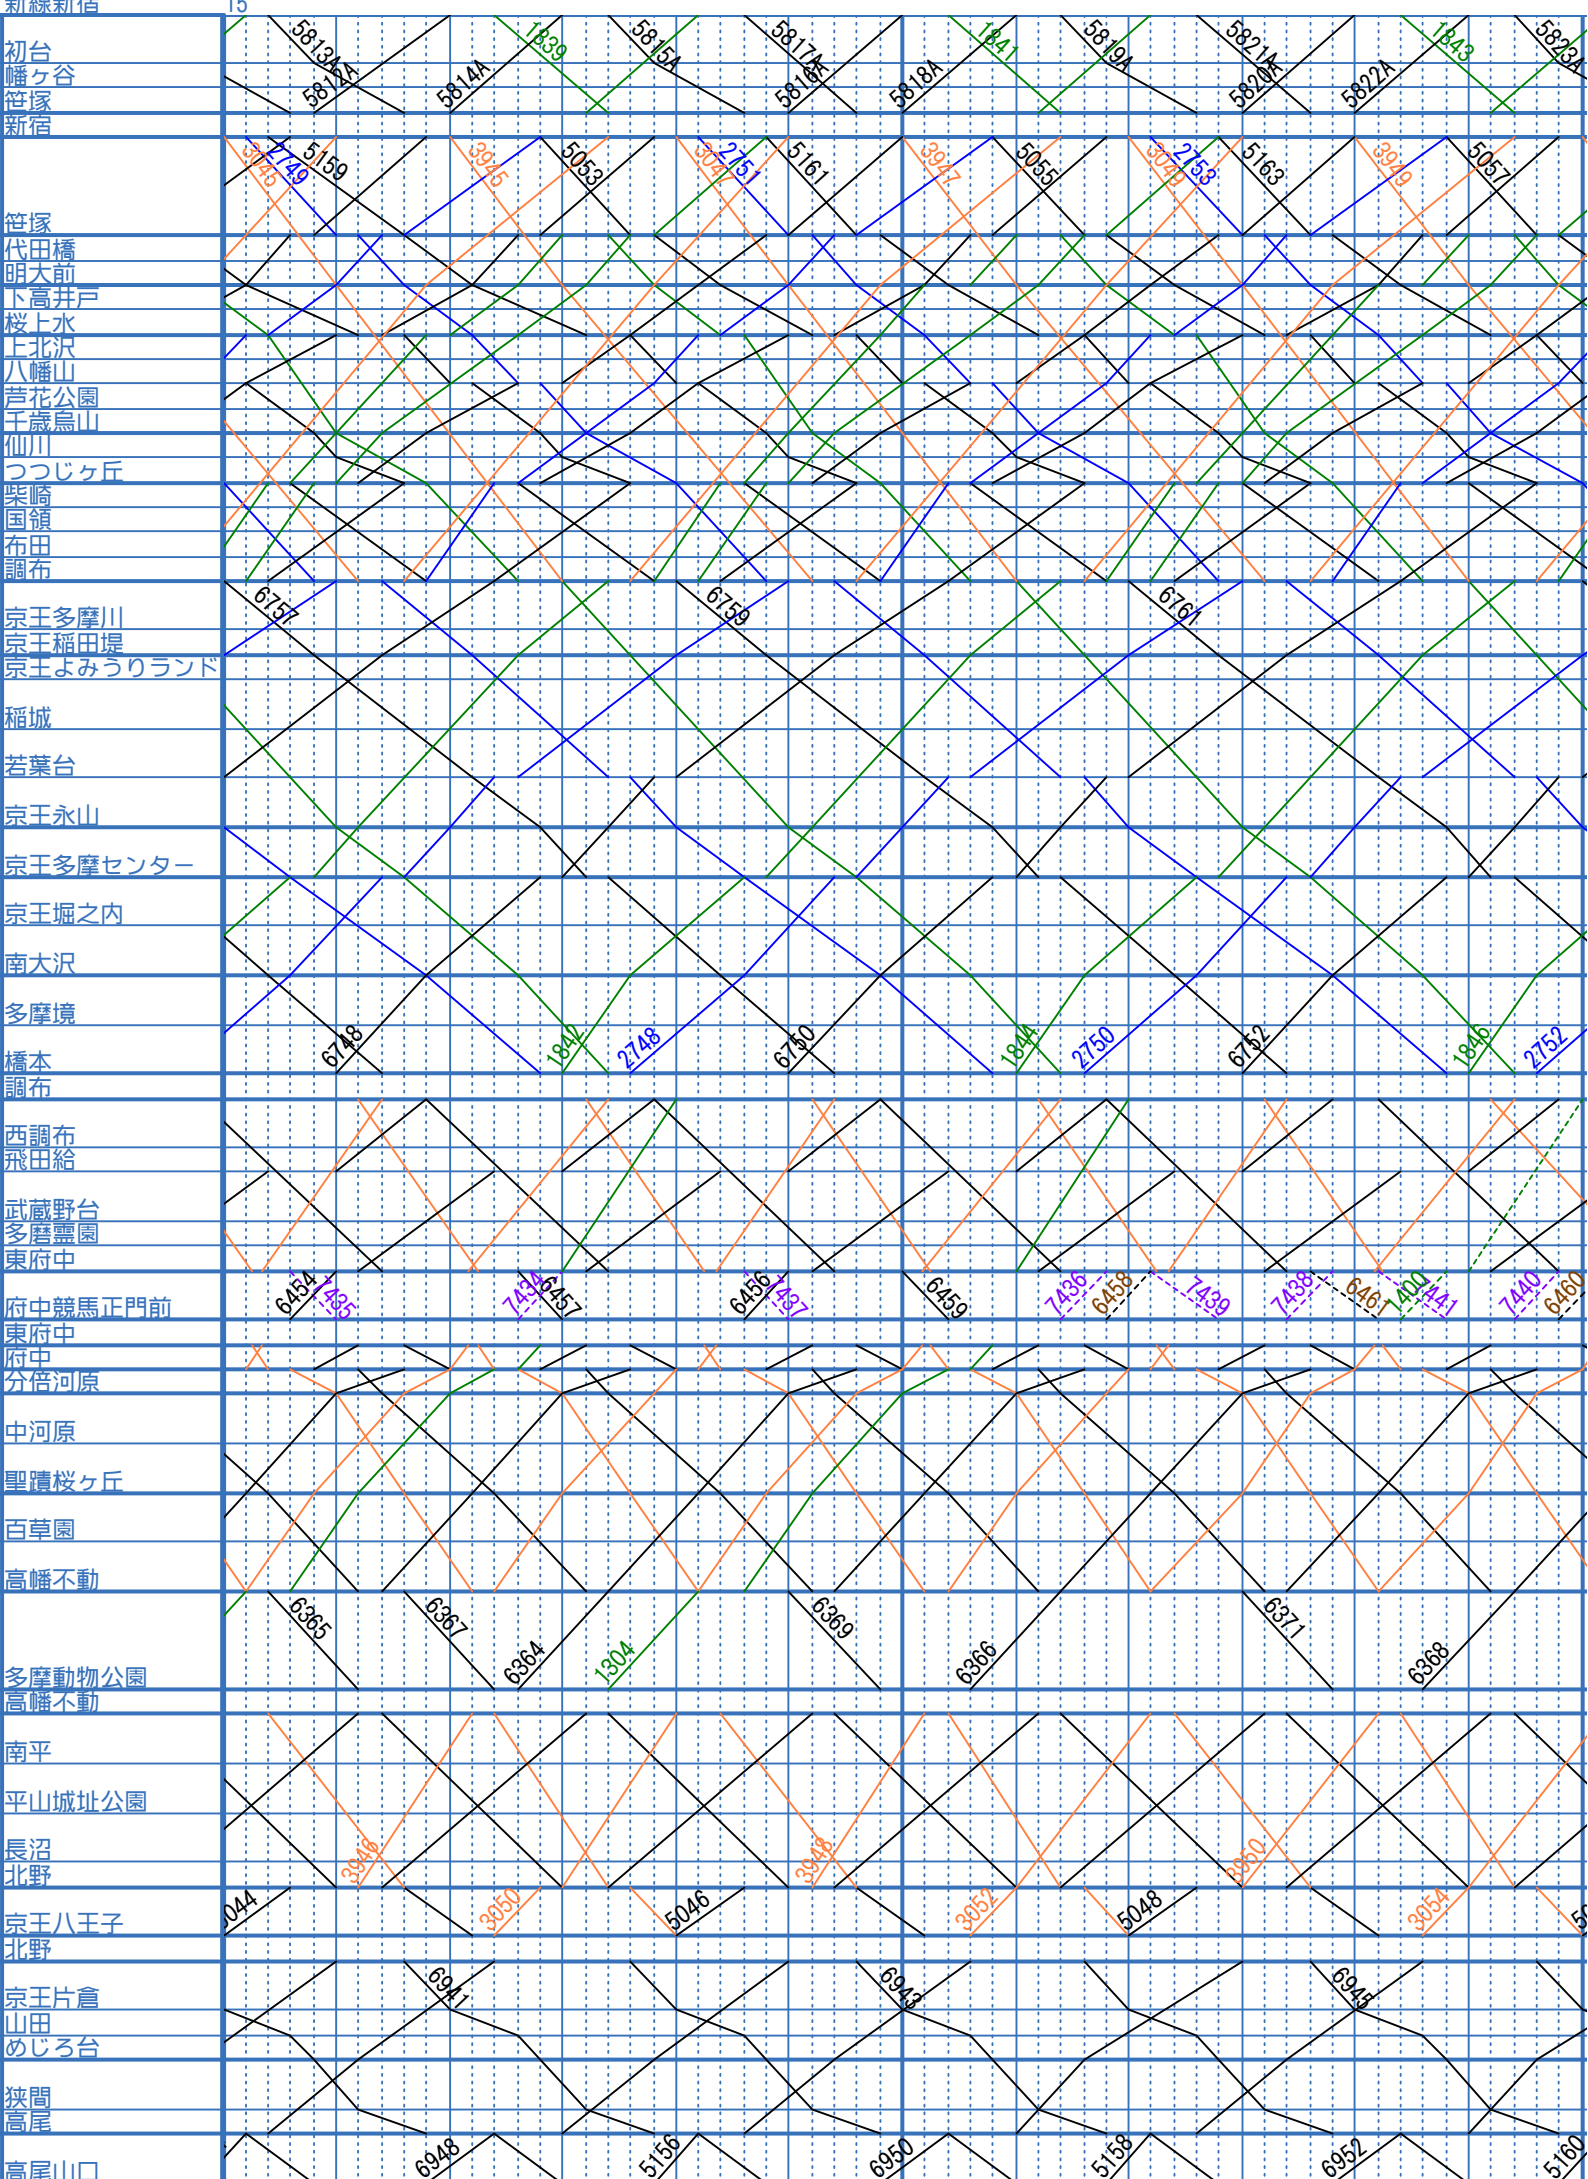 新線新宿 15
初台
幡ヶ谷
笹塚
新宿
笹塚
代田橋
明大前
下高井戸
桜上水
上北沢
八幡山
芦花公園
千歳烏山
仙川
つつじヶ丘
柴崎
国領
布田
調布
京王多摩川
京王稲田堤
京王よみうりランド
稲城
若葉台
京王永山
京王多摩センター
京王堀之内
南大沢
多摩境
橋本
調布
西調布
飛田給
武蔵野台
多磨霊園
東府中
府中競馬正門前
東府中
府中
分倍河原
中河原
聖蹟桜ヶ丘
百草園
高幡不動
多摩動物公園
高幡不動
南平
平山城址公園
長沼
北野
京王八王子
北野
京王片倉
山田
めじろ台
狭間
高尾
高尾山口
5813A 5812A 5814A 1839 5815A 5817A 5816A 5818A 1841 5819A 5821A 5820A 5822A 1843 5823A
3045 2749 5159 3945 5053 3047 2751 5161 3947 5055 3049 2753 5163 3949 5057
6757 6759 6761
6748 1842 2748 6750 1844 2750 6752 1846 2752
6454 7435 7434 6457 6456 7437 6459 7436 6458 7439 7438 6461 1400 7441 7440 6460
6365 6367 6364 1304 6369 6366 6371 6368
3946 3948 3950
5044 3050 5046 3052 5048 3054
6941 6943 6945
6948 5156 6950 5158 6952 5160